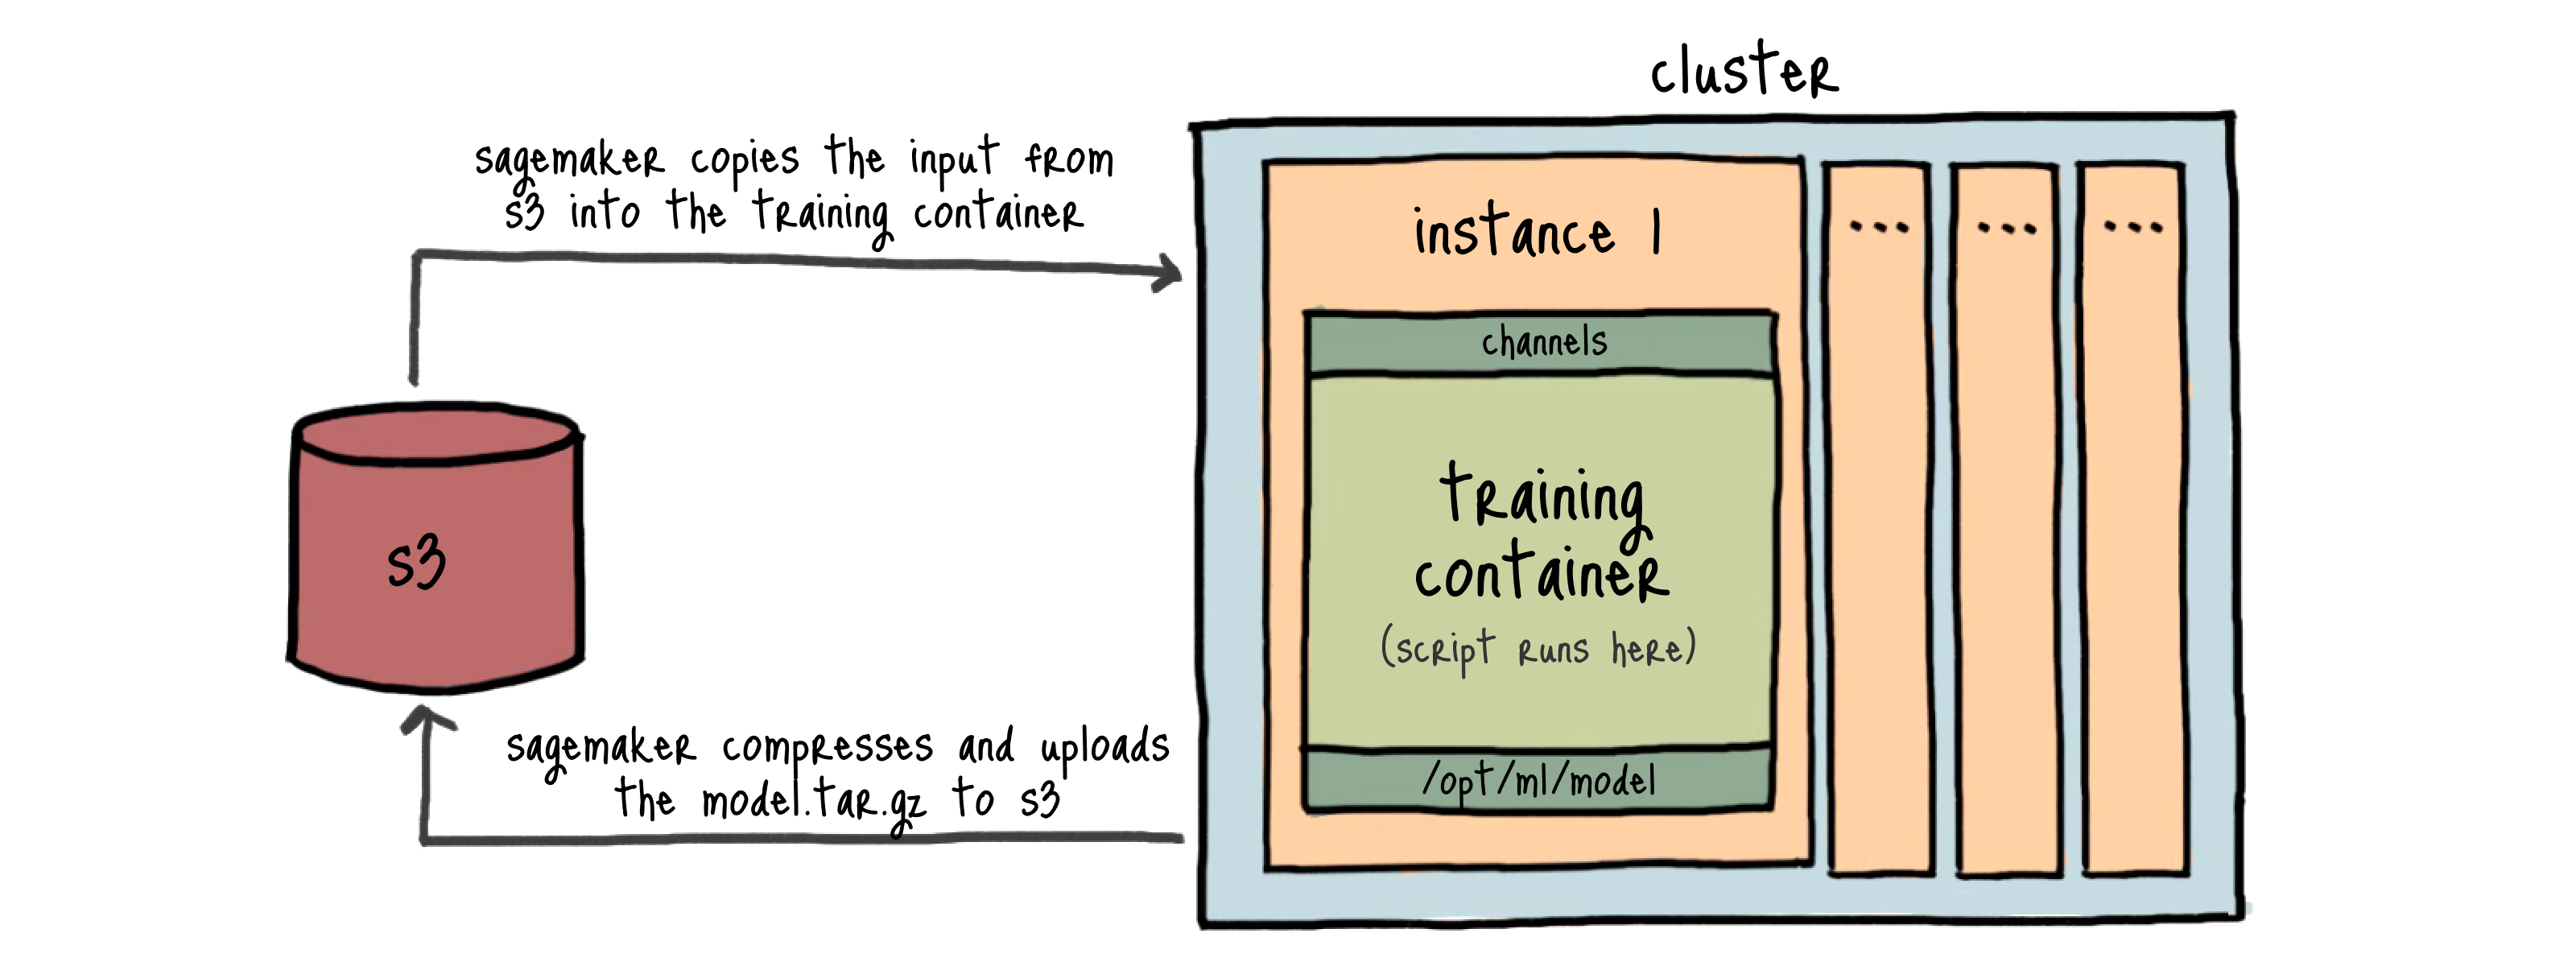 cluster
sagemaker copies the input from
s3 into the training container
instance 1
...
...
...
channels
training
container
(script runs here)
s3
sagemaker compresses and uploads
the model.tar.gz to s3
/opt/ml/model